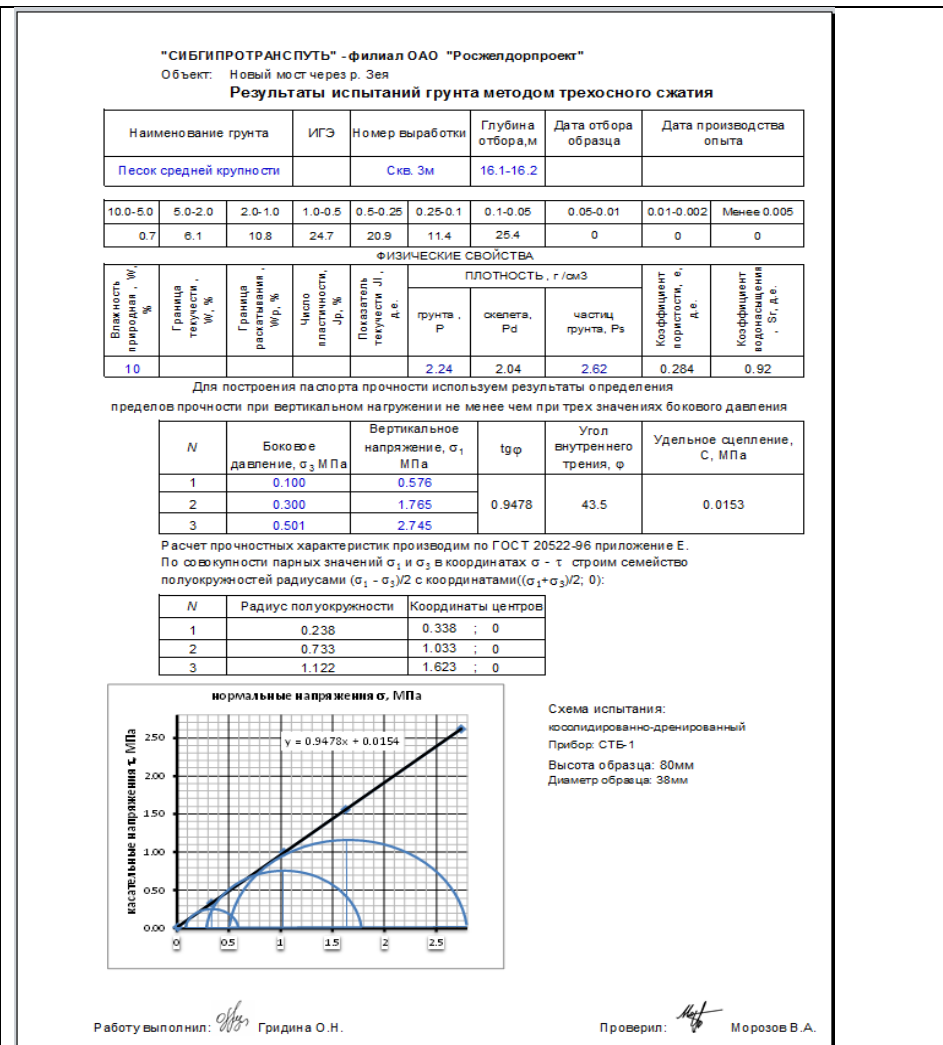 "СИБГИПРОТРАНСПУТЬ" - филиал ОАО "Росжелдорпроект"
Объект: Новый мост через р. Зея
Результаты испытаний грунта методом трехосного сжатия
Наименование грунта ИГЭ Номер выработки Глубина отбора,м Дата отбора образца Дата производства опыта
Песок средней крупности Скв. 3м 16.1-16.2
10.0-5.0 5.0-2.0 2.0-1.0 1.0-0.5 0.5-0.25 0.25-0.1 0.1-0.05 0.05-0.01 0.01-0.002 Менее 0.005
0.7 6.1 10.8 24.7 20.9 11.4 25.4 0 0 0
ФИЗИЧЕСКИЕ СВОЙСТВА
Влажность природная , W, % Граница текучести , W, % Граница раскатывания , Wp, % Число пластичности, Jp, % Показатель текучести Jl , д.е. ПЛОТНОСТЬ , г /см3 Коэффициент пористости, e, д.е. Коэффициент водонасыщения , Sr, д.е.
грунта , P скелета, Pd частиц грунта, Ps
10 2.24 2.04 2.62 0.284 0.92
Для построения паспорта прочности используем результаты определения
пределов прочности при вертикальном нагружении не менее чем при трех значениях бокового давления
N Боковое давление, σ3 МПа Вертикальное напряжение, σ1 МПа tgφ Угол внутреннего трения, φ Удельное сцепление, С, МПа
1 0.100 0.576
2 0.300 1.765 0.9478 43.5 0.0153
3 0.501 2.745
Расчет прочностных характеристик производим по ГОСТ 20522-96 приложение Е.
По совокупности парных значений σ1 и σ3 в координатах σ - τ строим семейство
полуокружностей радиусами (σ1 - σ3)/2 с координатами((σ1+σ3)/2; 0):
N Радиус полуокружности Координаты центров
1 0.238 0.338 ; 0
2 0.733 1.033 ; 0
3 1.122 1.623 ; 0
нормальные напряжения σ, МПа
касательные напряжения τ, МПа
y = 0.9478x + 0.0154
2.50
2.00
1.50
1.00
0.50
0.00
0 0.5 1 1.5 2 2.5
Схема испытания:
косолидированно-дренированный
Прибор: СТБ-1
Высота образца: 80мм
Диаметр образца: 38мм
Работу выполнил: Гридина О.Н. Проверил: Морозов В.А.